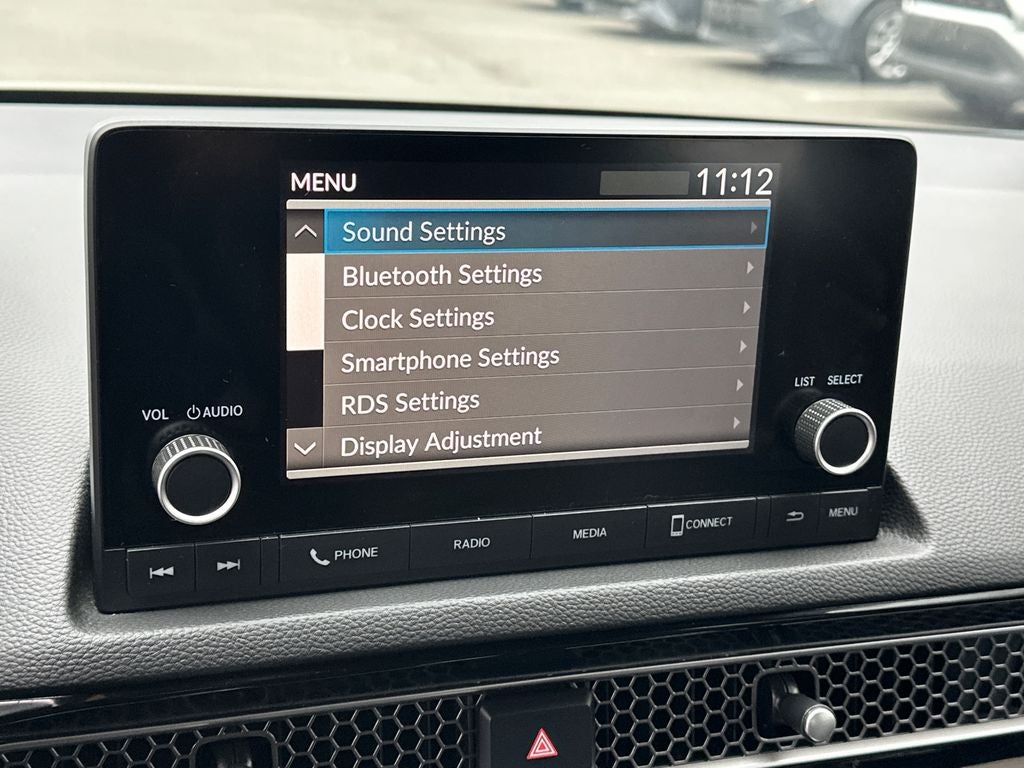 MENU 11:12
Sound Settings
Bluetooth Settings
Clock Settings
Smartphone Settings
RDS Settings
Display Adjustment
VOL AUDIO
LIST SELECT
PHONE RADIO MEDIA CONNECT MENU